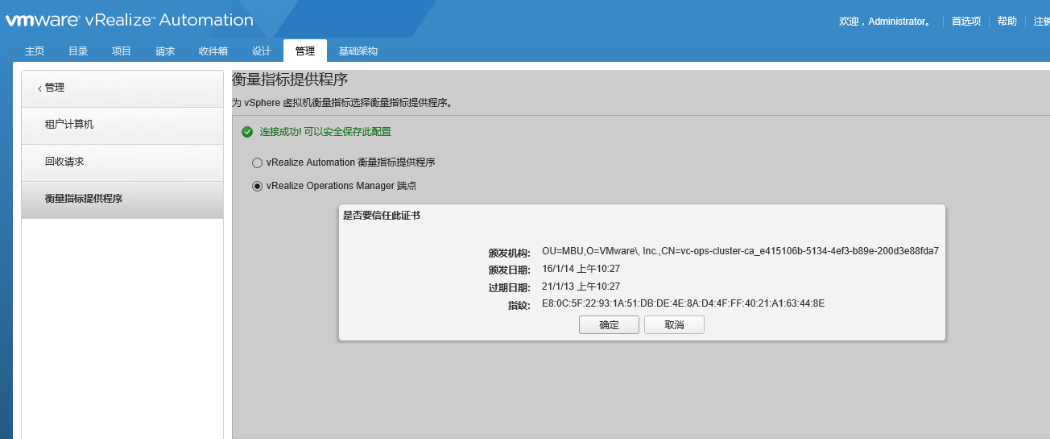 vmware vRealize Automation
欢迎，Administrator。 首选项 帮助
主页 目录 项目 请求 收件箱 设计 管理 基础架构
管理
租户计算机
回收请求
衡量指标提供程序
衡量指标提供程序
为 vSphere 虚拟机衡量指标选择衡量指标提供程序。
连接成功! 可以安全保存此配置
vRealize Automation 衡量指标提供程序
vRealize Operations Manager 端点
是否要信任此证书
颁发机构: OU=MBU,O=VMware\, Inc.,CN=vc-ops-cluster-ca_e415106b-5134-4ef3-b89e-200d3e88fda7
颁发日期: 16/1/14 上午10:27
过期日期: 21/1/13 上午10:27
指纹: E8:0C:5F:22:93:1A:51:DB:DE:4E:8A:D4:4F:FF:40:21:A1:63:44:8E
确定 取消